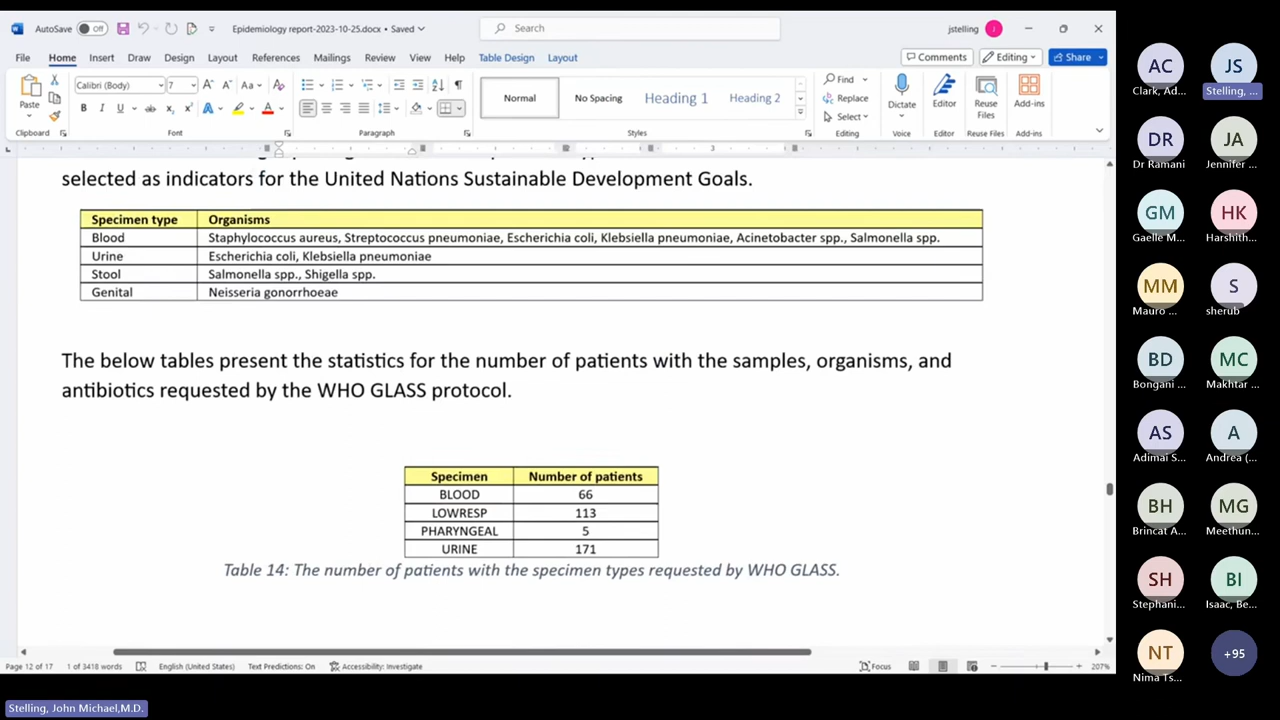 AutoSave Off Epidemiology report-2023-10-25.docx • Saved Search jstelling J
File Home Insert Draw Design Layout References Mailings Review View Help Table Design Layout Comments Editing Share
Paste Calibri (Body) 7 Normal No Spacing Heading 1 Heading 2 Find Replace Select Dictate Editor Reuse Files Add-ins
Clipboard Font Paragraph Styles Editing Voice Editor Reuse Files Add-ins
selected as indicators for the United Nations Sustainable Development Goals.
Specimen type Organisms
Blood Staphylococcus aureus, Streptococcus pneumoniae, Escherichia coli, Klebsiella pneumoniae, Acinetobacter spp., Salmonella spp.
Urine Escherichia coli, Klebsiella pneumoniae
Stool Salmonella spp., Shigella spp.
Genital Neisseria gonorrhoeae
The below tables present the statistics for the number of patients with the samples, organisms, and
antibiotics requested by the WHO GLASS protocol.
Specimen Number of patients
BLOOD 66
LOWRESP 113
PHARYNGEAL 5
URINE 171
Table 14: The number of patients with the specimen types requested by WHO GLASS.
Page 12 of 17 1 of 3418 words English (United States) Text Predictions: On Accessibility: Investigate Focus 207%
Stelling, John Michael,M.D.
AC JS
Clark, Ad... Stelling, ...
DR JA
Dr Ramani Jennifer ...
GM HK
Gaelle M... Harshith...
MM S
Mauro ... sherub
BD MC
Bongani ... Makhtar ...
AS A
Adimai S... Andrea (...
BH MG
Brincat A... Meethun...
SH BI
Stephani... Isaac, Be...
NT +95
Nima Ts...